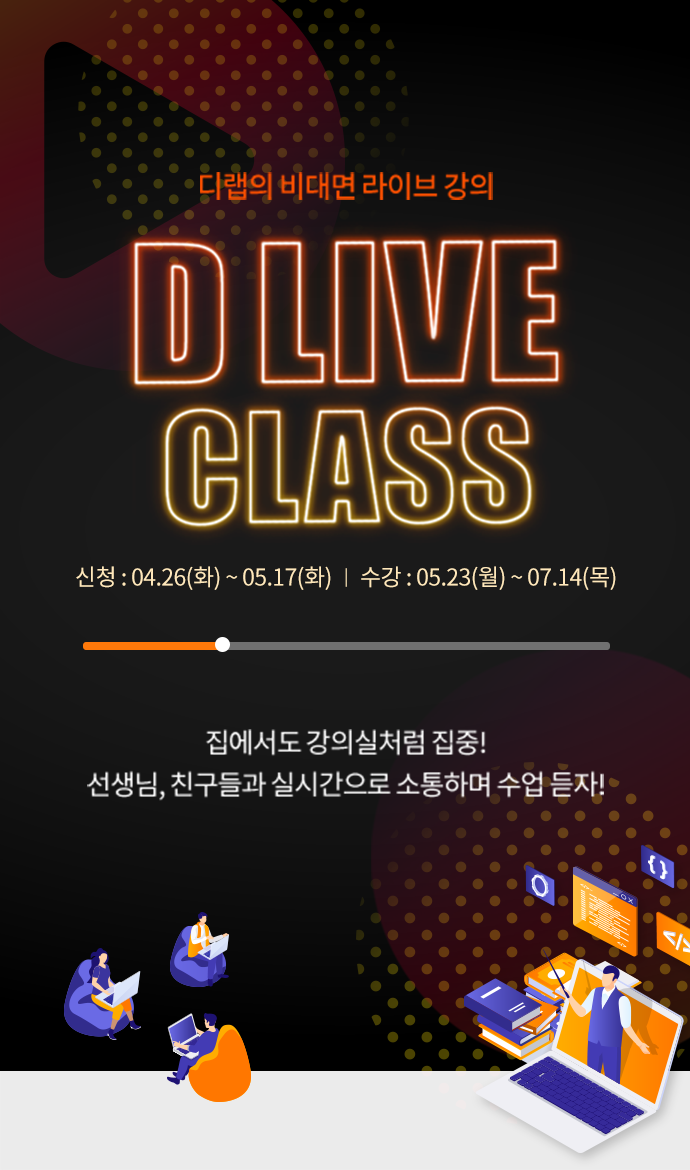 디랩의 비대면 라이브 강의
D LIVE
CLASS
신청 : 04.26(화) ~ 05.17(화) | 수강 : 05.23(월) ~ 07.14(목)
집에서도 강의실처럼 집중!
선생님, 친구들과 실시간으로 소통하며 수업 듣자!
{ }
</>